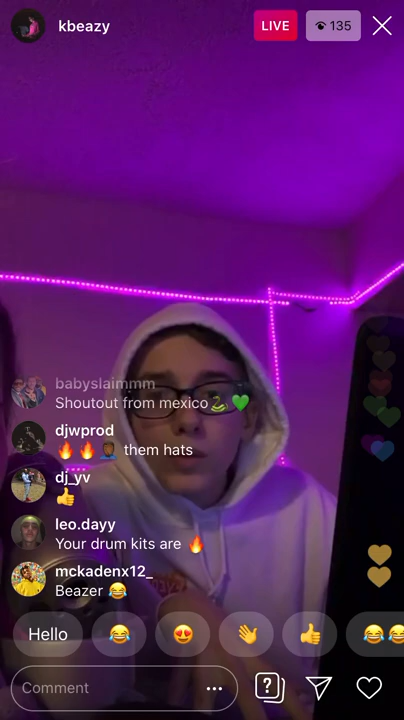 kbeazy
LIVE
135
babyslaimmm
Shoutout from mexico🐍💚
djwprod
🔥🔥💆🏾‍♂️ them hats
dj_yv
👍
leo.dayy
Your drum kits are 🔥
mckadenx12_
Beazer 😂
Hello
Comment